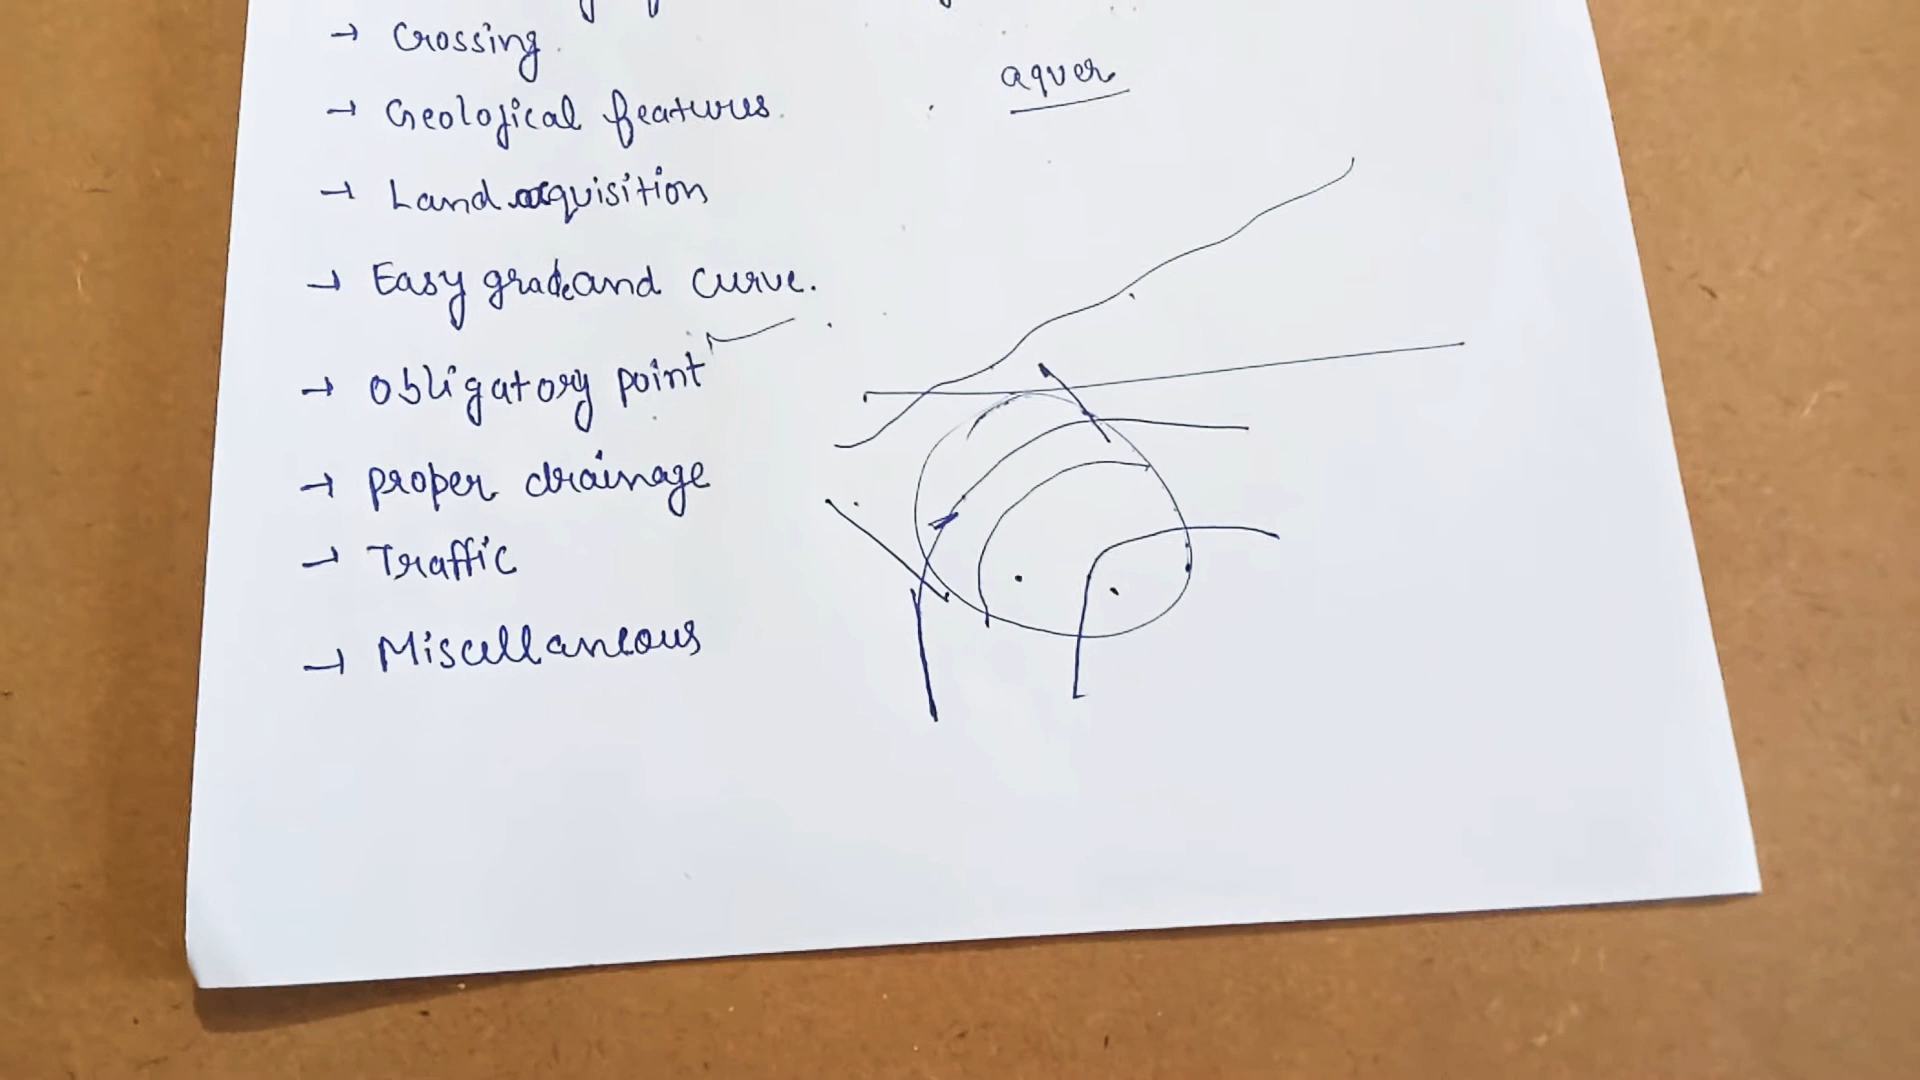 → Crossing
aquer
→ Geological features
→ Land acquisition
→ Easy grade and curve.
→ Obligatory point
→ proper drainage
→ Traffic
→ Miscellaneous